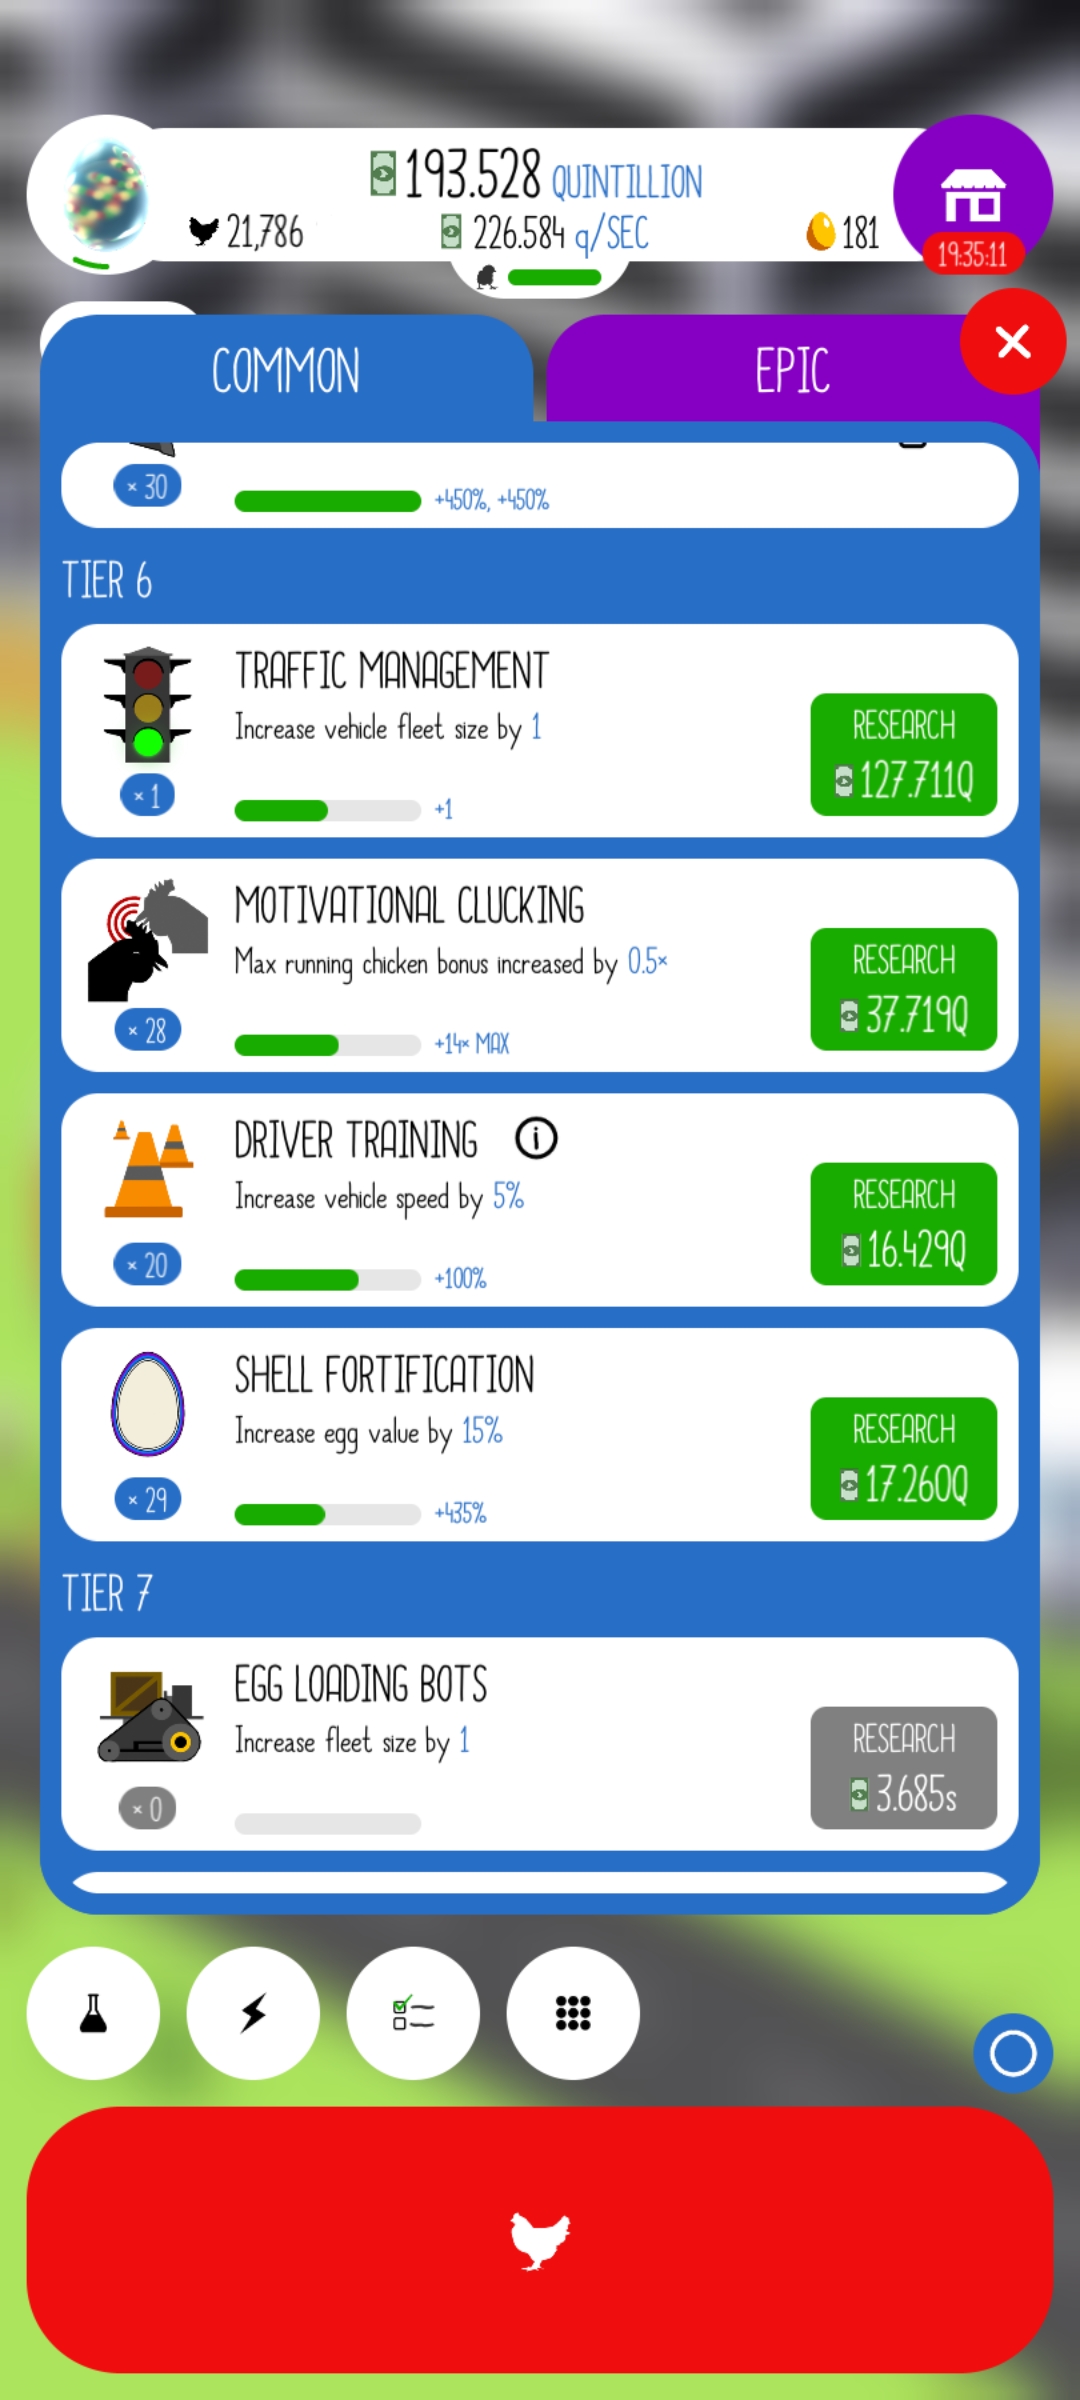 193.528 QUINTILLION
21,786 226.584 q/SEC 181
19:35:11
COMMON EPIC
× 30 +450%, +450%
TIER 6
TRAFFIC MANAGEMENT
Increase vehicle fleet size by 1
RESEARCH
127.711Q
× 1 +1
MOTIVATIONAL CLUCKING
Max running chicken bonus increased by 0.5×
RESEARCH
37.719Q
× 28 +14× MAX
DRIVER TRAINING i
Increase vehicle speed by 5%
RESEARCH
16.429Q
× 20 +100%
SHELL FORTIFICATION
Increase egg value by 15%
RESEARCH
17.260Q
× 29 +435%
TIER 7
EGG LOADING BOTS
Increase fleet size by 1
RESEARCH
3.685s
× 0